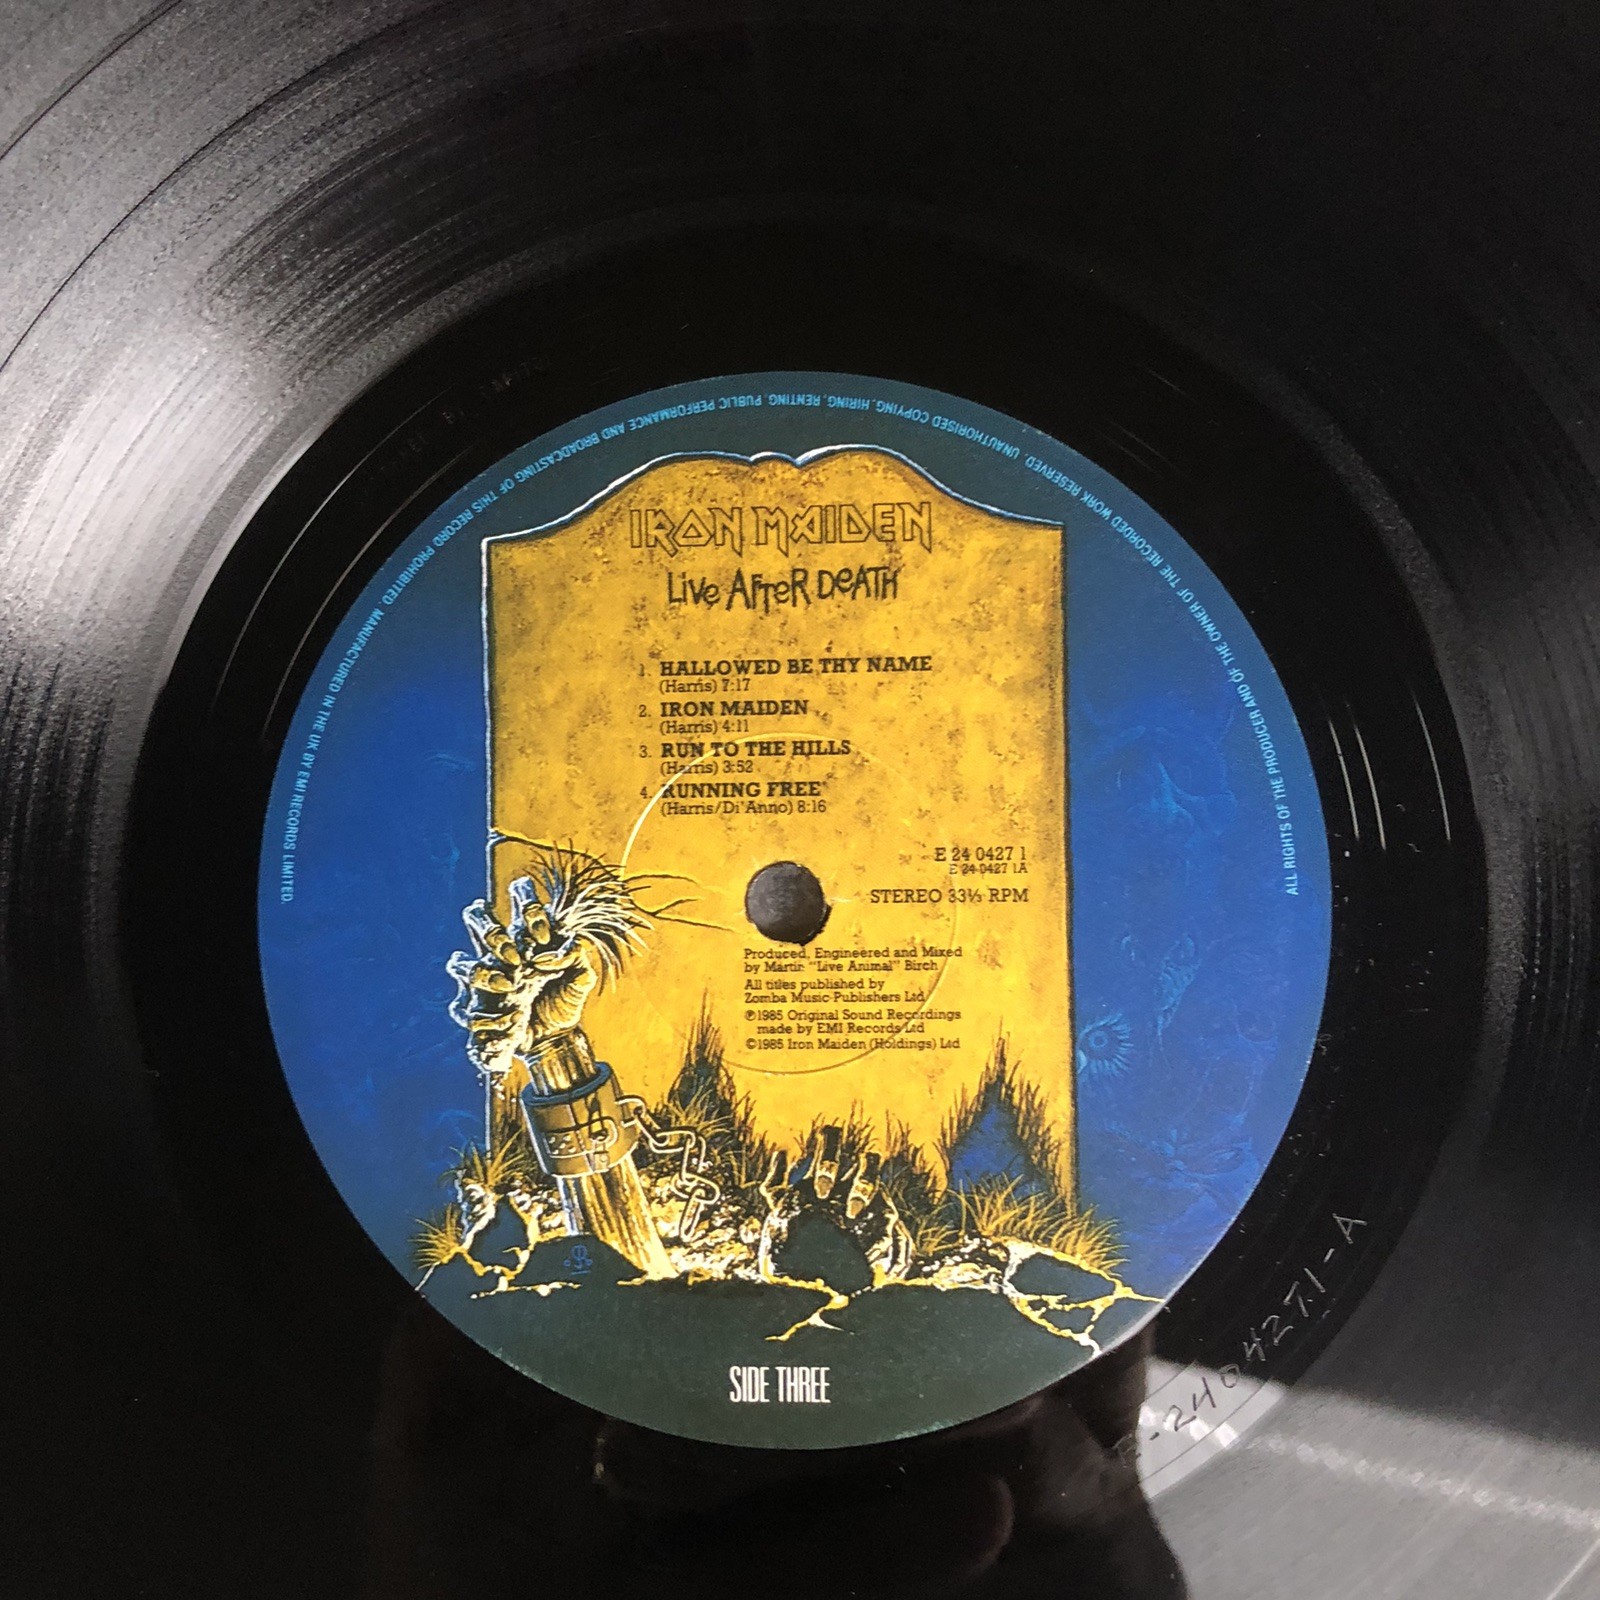 IRON MAIDEN
LIVE AFTER DEATH
1. HALLOWED BE THY NAME
(Harris) 7:17
2. IRON MAIDEN
(Harris) 4:11
3. RUN TO THE HILLS
(Harris) 3:52
4. RUNNING FREE
(Harris/Di'Anno) 8:16
E 24 0427 1
E 24 0427 1A
STEREO 33⅓ RPM
Produced, Engineered and Mixed
by Martin "Live Animal" Birch
All titles published by
Zomba Music Publishers Ltd
℗1985 Original Sound Recordings
made by EMI Records Ltd
©1985 Iron Maiden (Holdings) Ltd
SIDE THREE
ALL RIGHTS OF THE PRODUCER AND OF THE OWNER OF THE RECORDED WORK RESERVED. UNAUTHORISED COPYING, HIRING, RENTING, PUBLIC PERFORMANCE AND BROADCASTING OF THIS RECORD PROHIBITED. MANUFACTURED IN THE UK BY EMI RECORDS LIMITED.
E-2404271-A